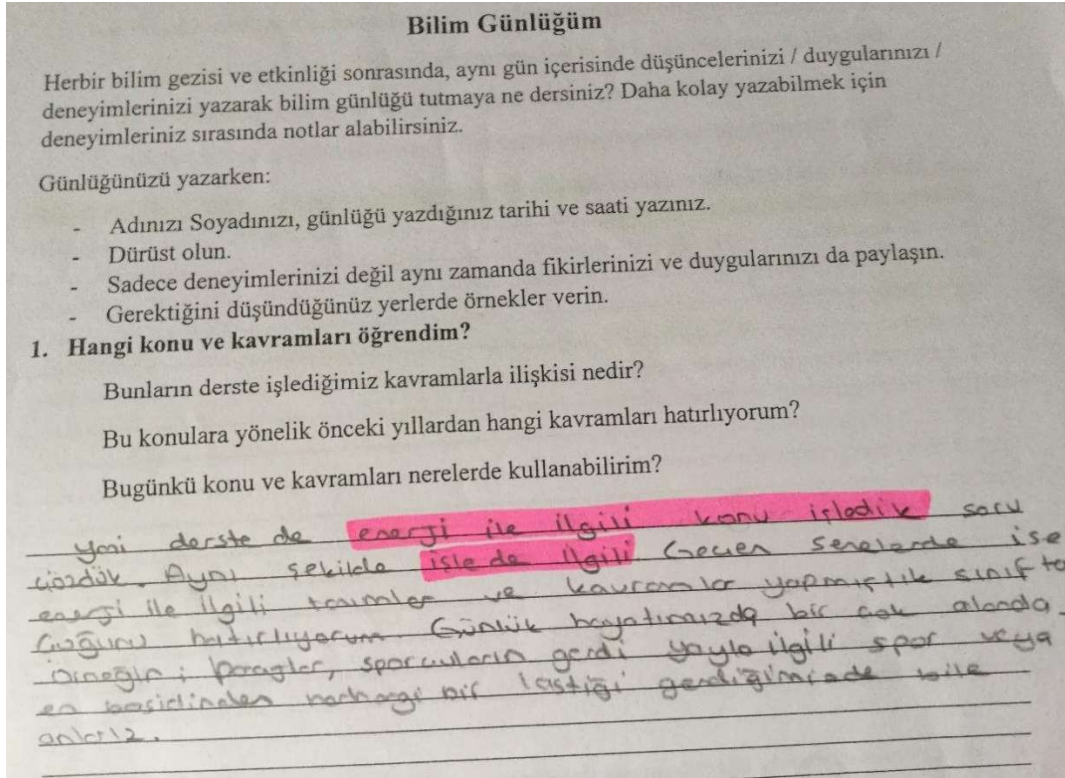 Bilim Günlüğüm
Herbir bilim gezisi ve etkinliği sonrasında, aynı gün içerisinde düşüncelerinizi / duygularınızı /
deneyimlerinizi yazarak bilim günlüğü tutmaya ne dersiniz? Daha kolay yazabilmek için
deneyimleriniz sırasında notlar alabilirsiniz.
Günlüğünüzü yazarken:
- Adınızı Soyadınızı, günlüğü yazdığınız tarihi ve saati yazınız.
- Dürüst olun.
- Sadece deneyimlerinizi değil aynı zamanda fikirlerinizi ve duygularınızı da paylaşın.
- Gerektiğini düşündüğünüz yerlerde örnekler verin.
1. Hangi konu ve kavramları öğrendim?
Bunların derste işlediğimiz kavramlarla ilişkisi nedir?
Bu konulara yönelik önceki yıllardan hangi kavramları hatırlıyorum?
Bugünkü konu ve kavramları nerelerde kullanabilirim?
Yani derste de enerji ile ilgili konu işledik soru
çözdük. Aynı şekilde işle de ilgili Geçen senelerde ise
enerji ile ilgili tanımlar ve kavramlar yapmıştık sınıfta
Çoğunu hatırlıyorum. Günlük hayatımızda bir çok alanda
Örneğin; sporcuların gerdi yayla ilgili spor veya
en basidinden herhangi bir lastiği gerdiğimizde bile
anlarız.